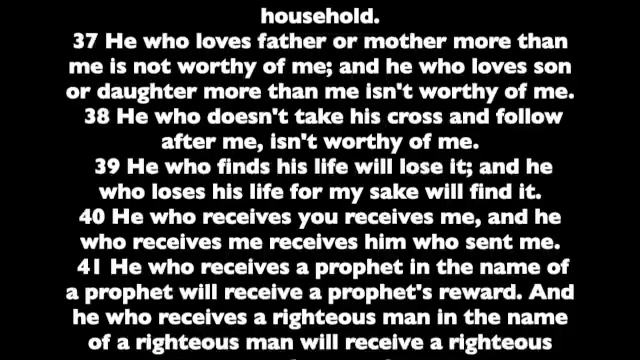 household.
37 He who loves father or mother more than
me is not worthy of me; and he who loves son
or daughter more than me isn't worthy of me.
38 He who doesn't take his cross and follow
after me, isn't worthy of me.
39 He who finds his life will lose it; and he
who loses his life for my sake will find it.
40 He who receives you receives me, and he
who receives me receives him who sent me.
41 He who receives a prophet in the name of
a prophet will receive a prophet's reward. And
he who receives a righteous man in the name
of a righteous man will receive a righteous